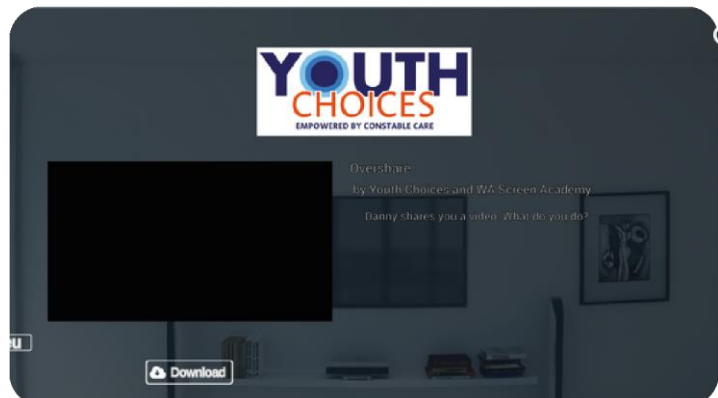 YOUTH
CHOICES
EMPOWERED BY CONSTABLE CARE
Overshare
by Youth Choices and WA Screen Academy
Danny shares you a video. What do you do?
Download